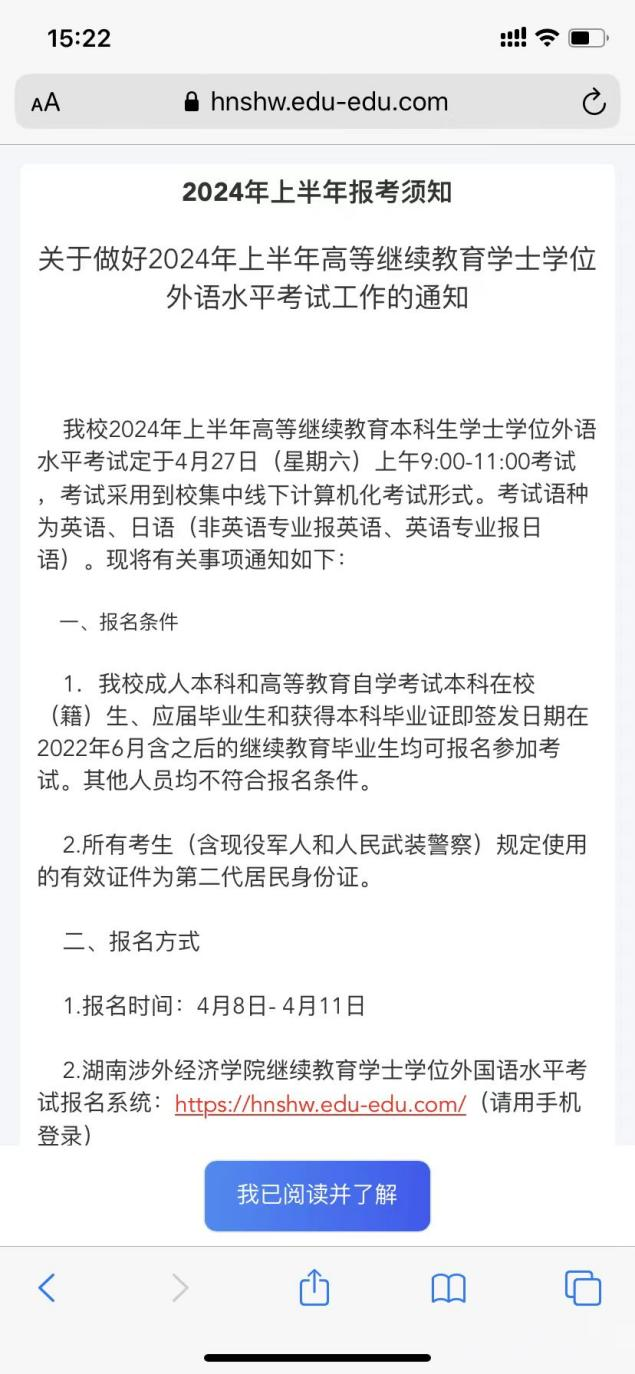 15:22
AA
hnshw.edu-edu.com
2024年上半年报考须知
关于做好2024年上半年高等继续教育学士学位
外语水平考试工作的通知
我校2024年上半年高等继续教育本科生学士学位外语
水平考试定于4月27日（星期六）上午9:00-11:00考试
，考试采用到校集中线下计算机化考试形式。考试语种
为英语、日语（非英语专业报英语、英语专业报日
语）。现将有关事项通知如下：
一、报名条件
1．我校成人本科和高等教育自学考试本科在校
（籍）生、应届毕业生和获得本科毕业证即签发日期在
2022年6月含之后的继续教育毕业生均可报名参加考
试。其他人员均不符合报名条件。
2.所有考生（含现役军人和人民武装警察）规定使用
的有效证件为第二代居民身份证。
二、报名方式
1.报名时间：4月8日- 4月11日
2.湖南涉外经济学院继续教育学士学位外国语水平考
试报名系统：https://hnshw.edu-edu.com/（请用手机
登录）
我已阅读并了解